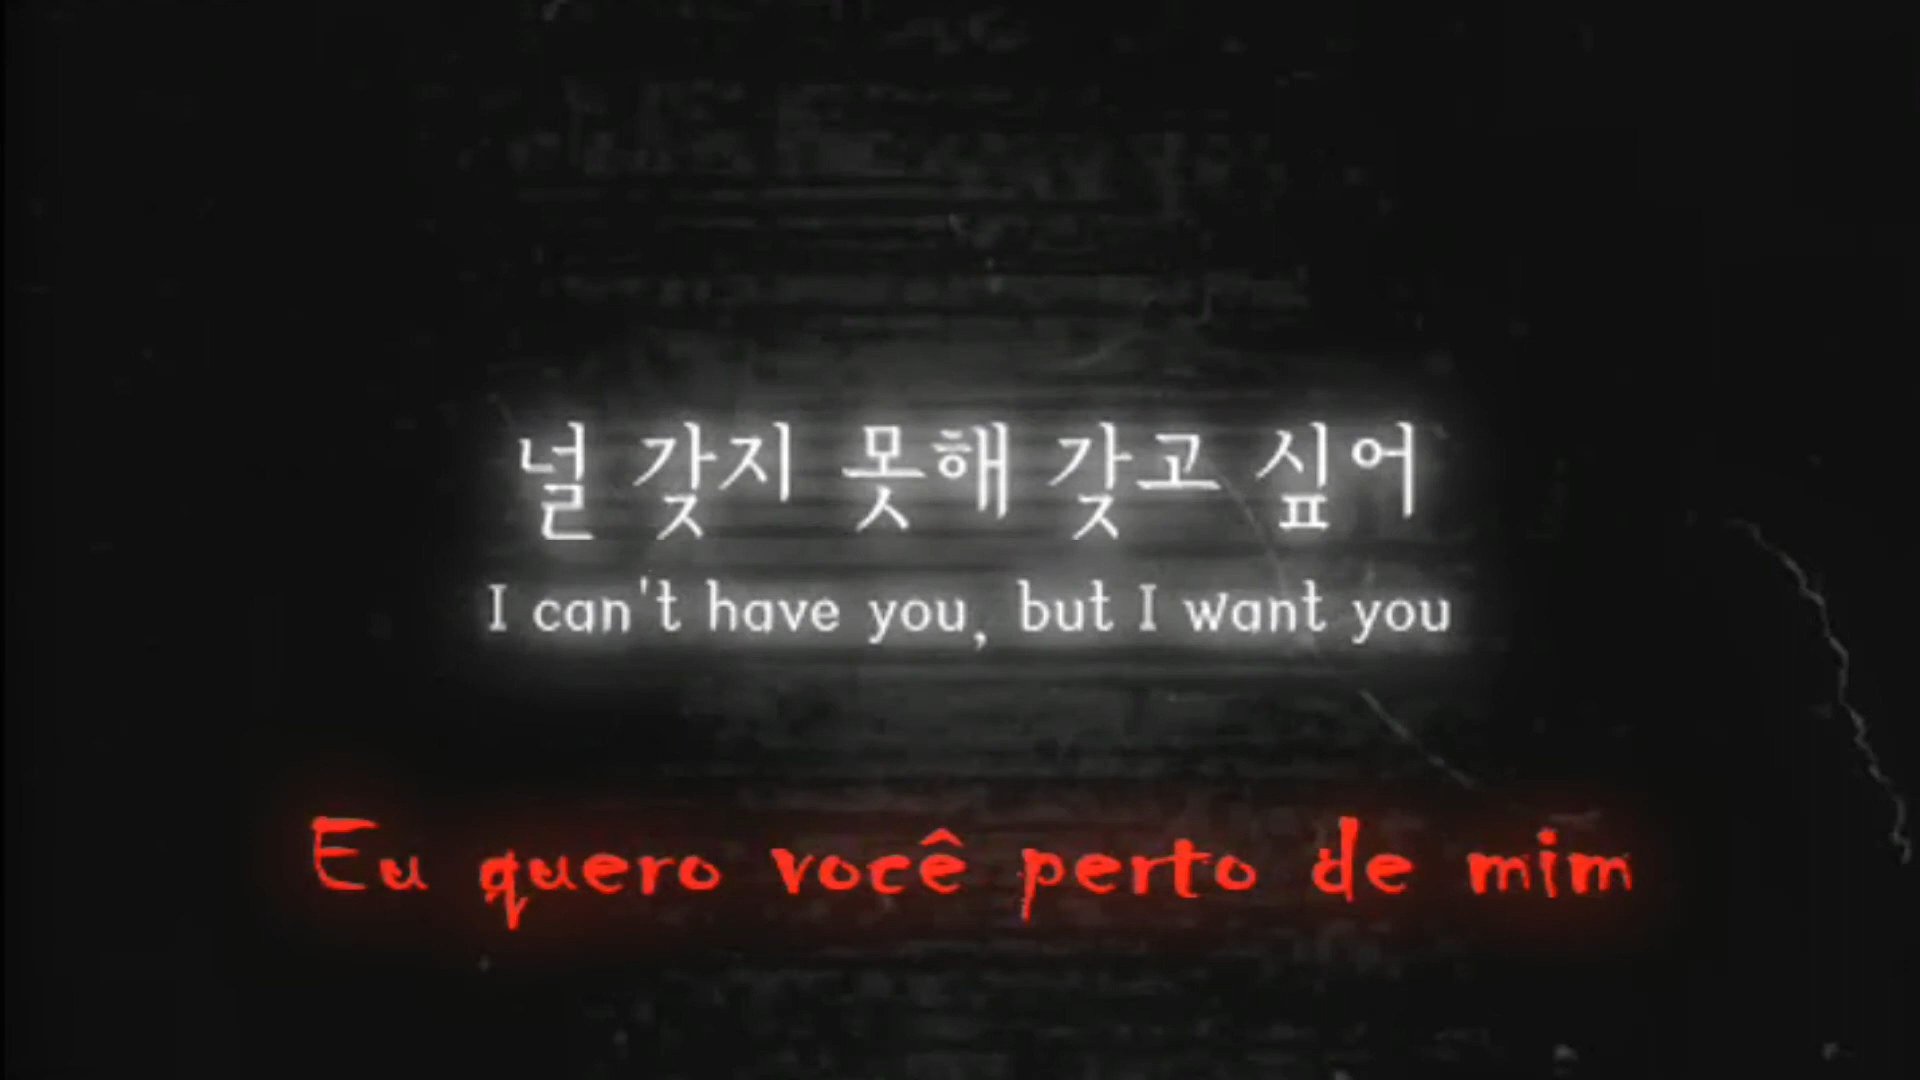 널 갖지 못해 갖고 싶어
I can't have you, but I want you
Eu quero você perto de mim